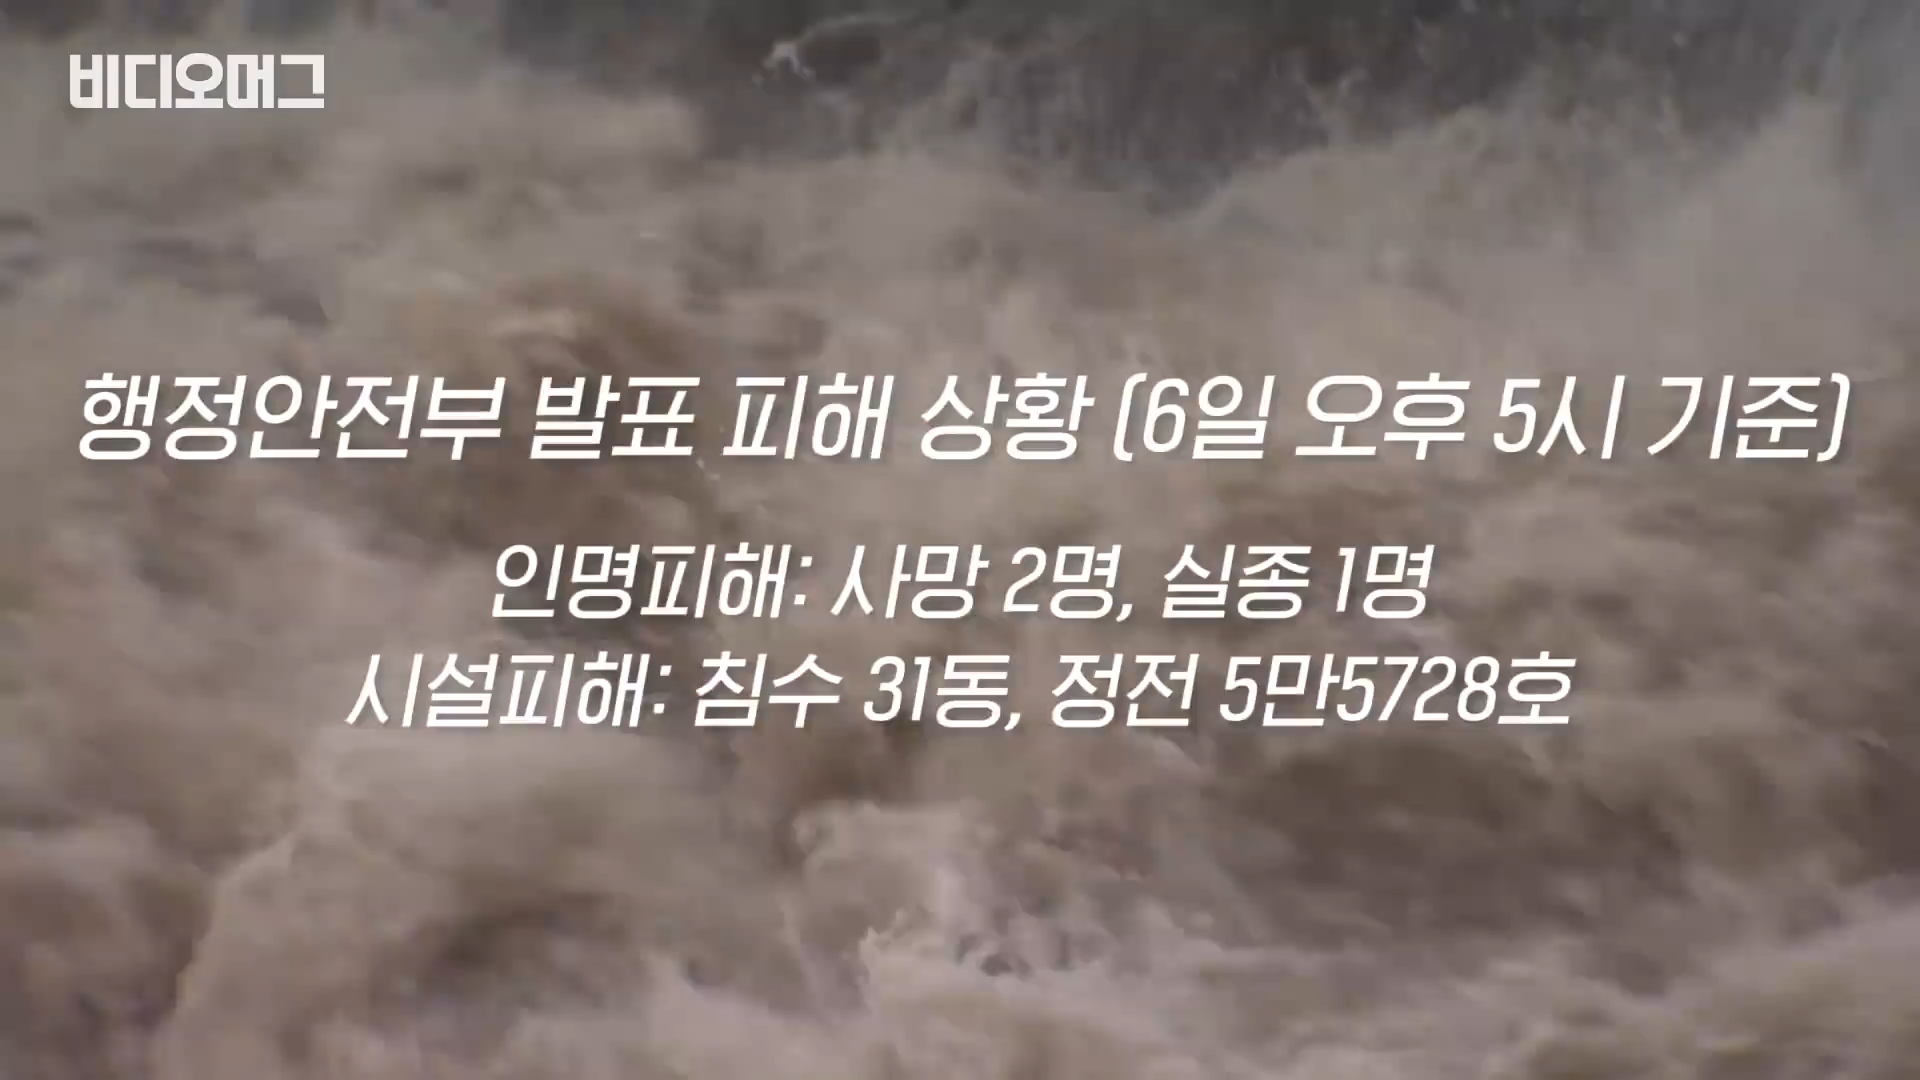 비디오머그
행정안전부 발표 피해 상황 (6일 오후 5시 기준)
인명피해: 사망 2명, 실종 1명
시설피해: 침수 31동, 정전 5만5728호